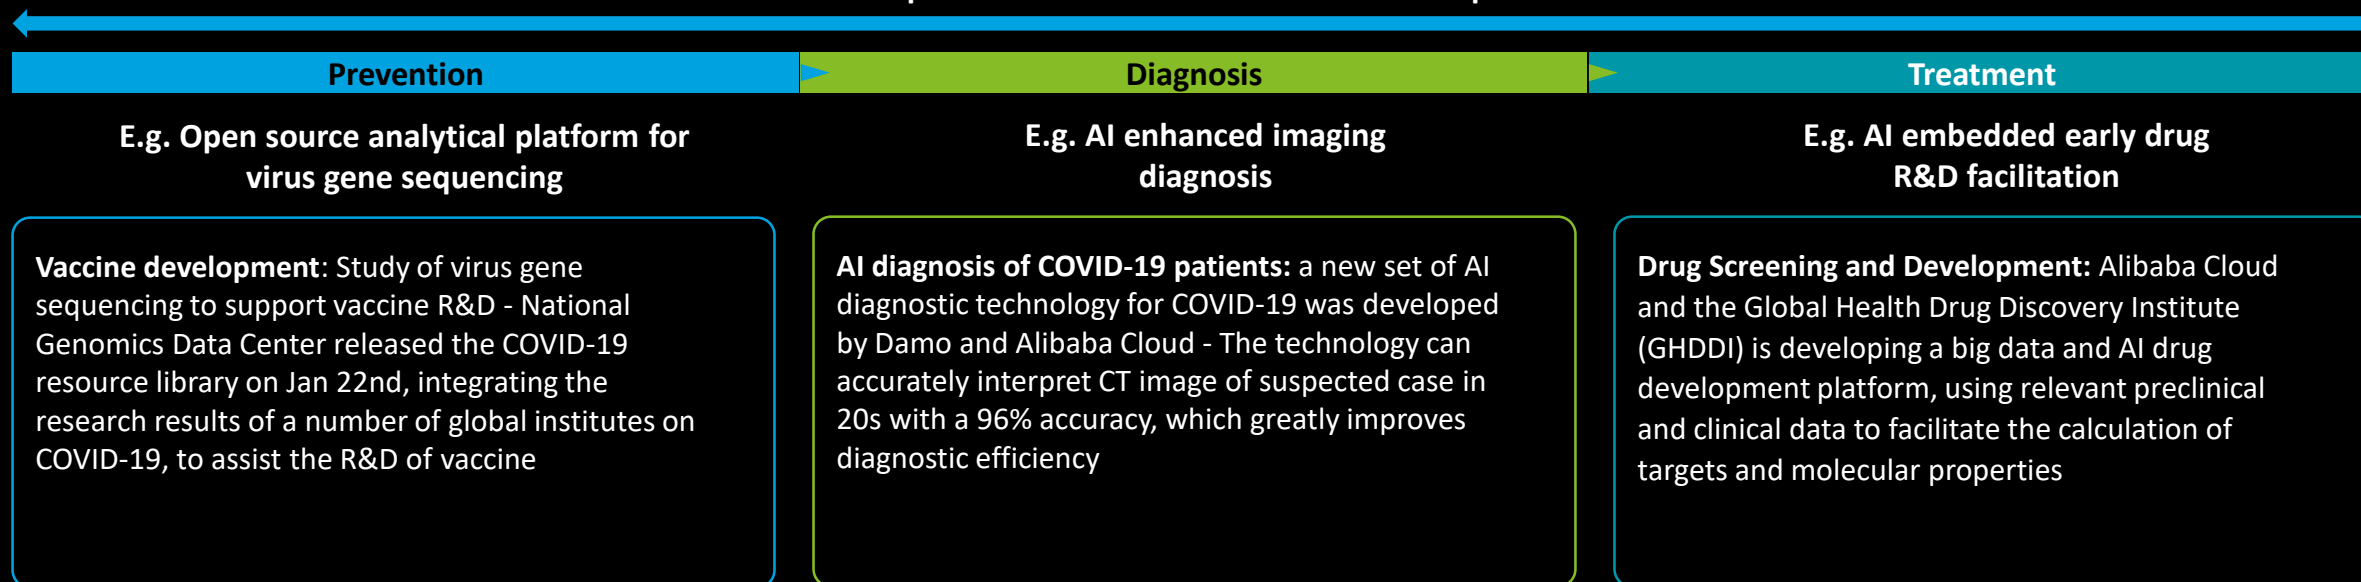 Prevention
Diagnosis
Treatment
E.g. Open source analytical platform for
virus gene sequencing
E.g. AI enhanced imaging
diagnosis
E.g. AI embedded early drug
R&D facilitation
Vaccine development: Study of virus gene
sequencing to support vaccine R&D - National
Genomics Data Center released the COVID-19
resource library on Jan 22nd, integrating the
research results of a number of global institutes on
COVID-19, to assist the R&D of vaccine
AI diagnosis of COVID-19 patients: a new set of AI
diagnostic technology for COVID-19 was developed
by Damo and Alibaba Cloud - The technology can
accurately interpret CT image of suspected case in
20s with a 96% accuracy, which greatly improves
diagnostic efficiency
Drug Screening and Development: Alibaba Cloud
and the Global Health Drug Discovery Institute
(GHDDI) is developing a big data and AI drug
development platform, using relevant preclinical
and clinical data to facilitate the calculation of
targets and molecular properties